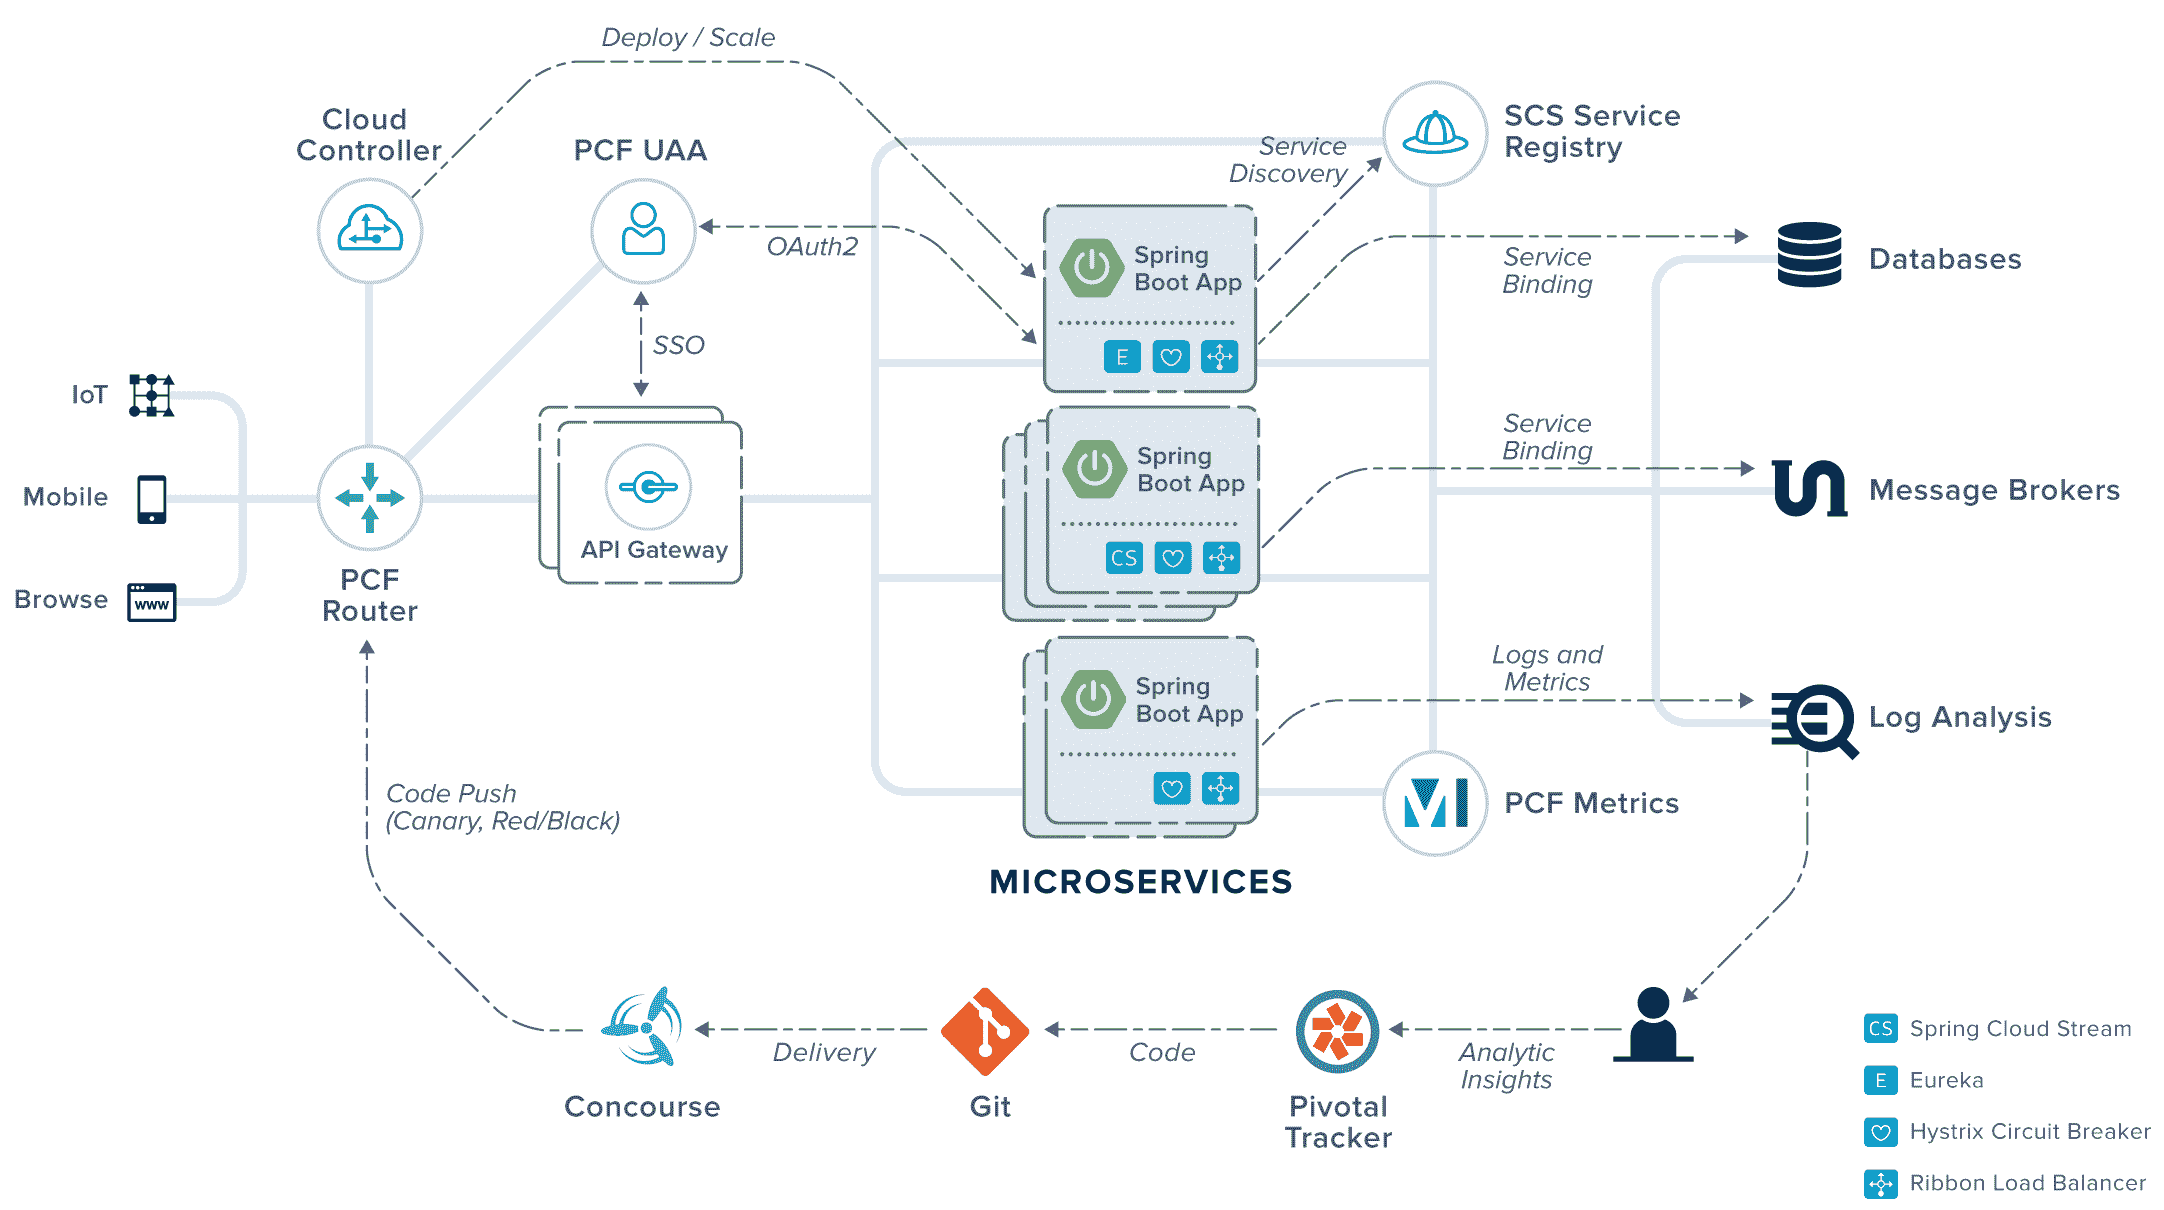 Deploy / Scale
Cloud
Controller
PCF UAA
Service
Discovery
SCS Service
Registry
OAuth2
Spring
Boot App
E
Service
Binding
Databases
SSO
IoT
Mobile
Browse
www
PCF
Router
API Gateway
Spring
Boot App
CS
Service
Binding
Message Brokers
Spring
Boot App
Logs and
Metrics
Log Analysis
PCF Metrics
MICROSERVICES
Code Push
(Canary, Red/Black)
Concourse
Delivery
Git
Code
Pivotal
Tracker
Analytic
Insights
CS Spring Cloud Stream
E Eureka
Hystrix Circuit Breaker
Ribbon Load Balancer